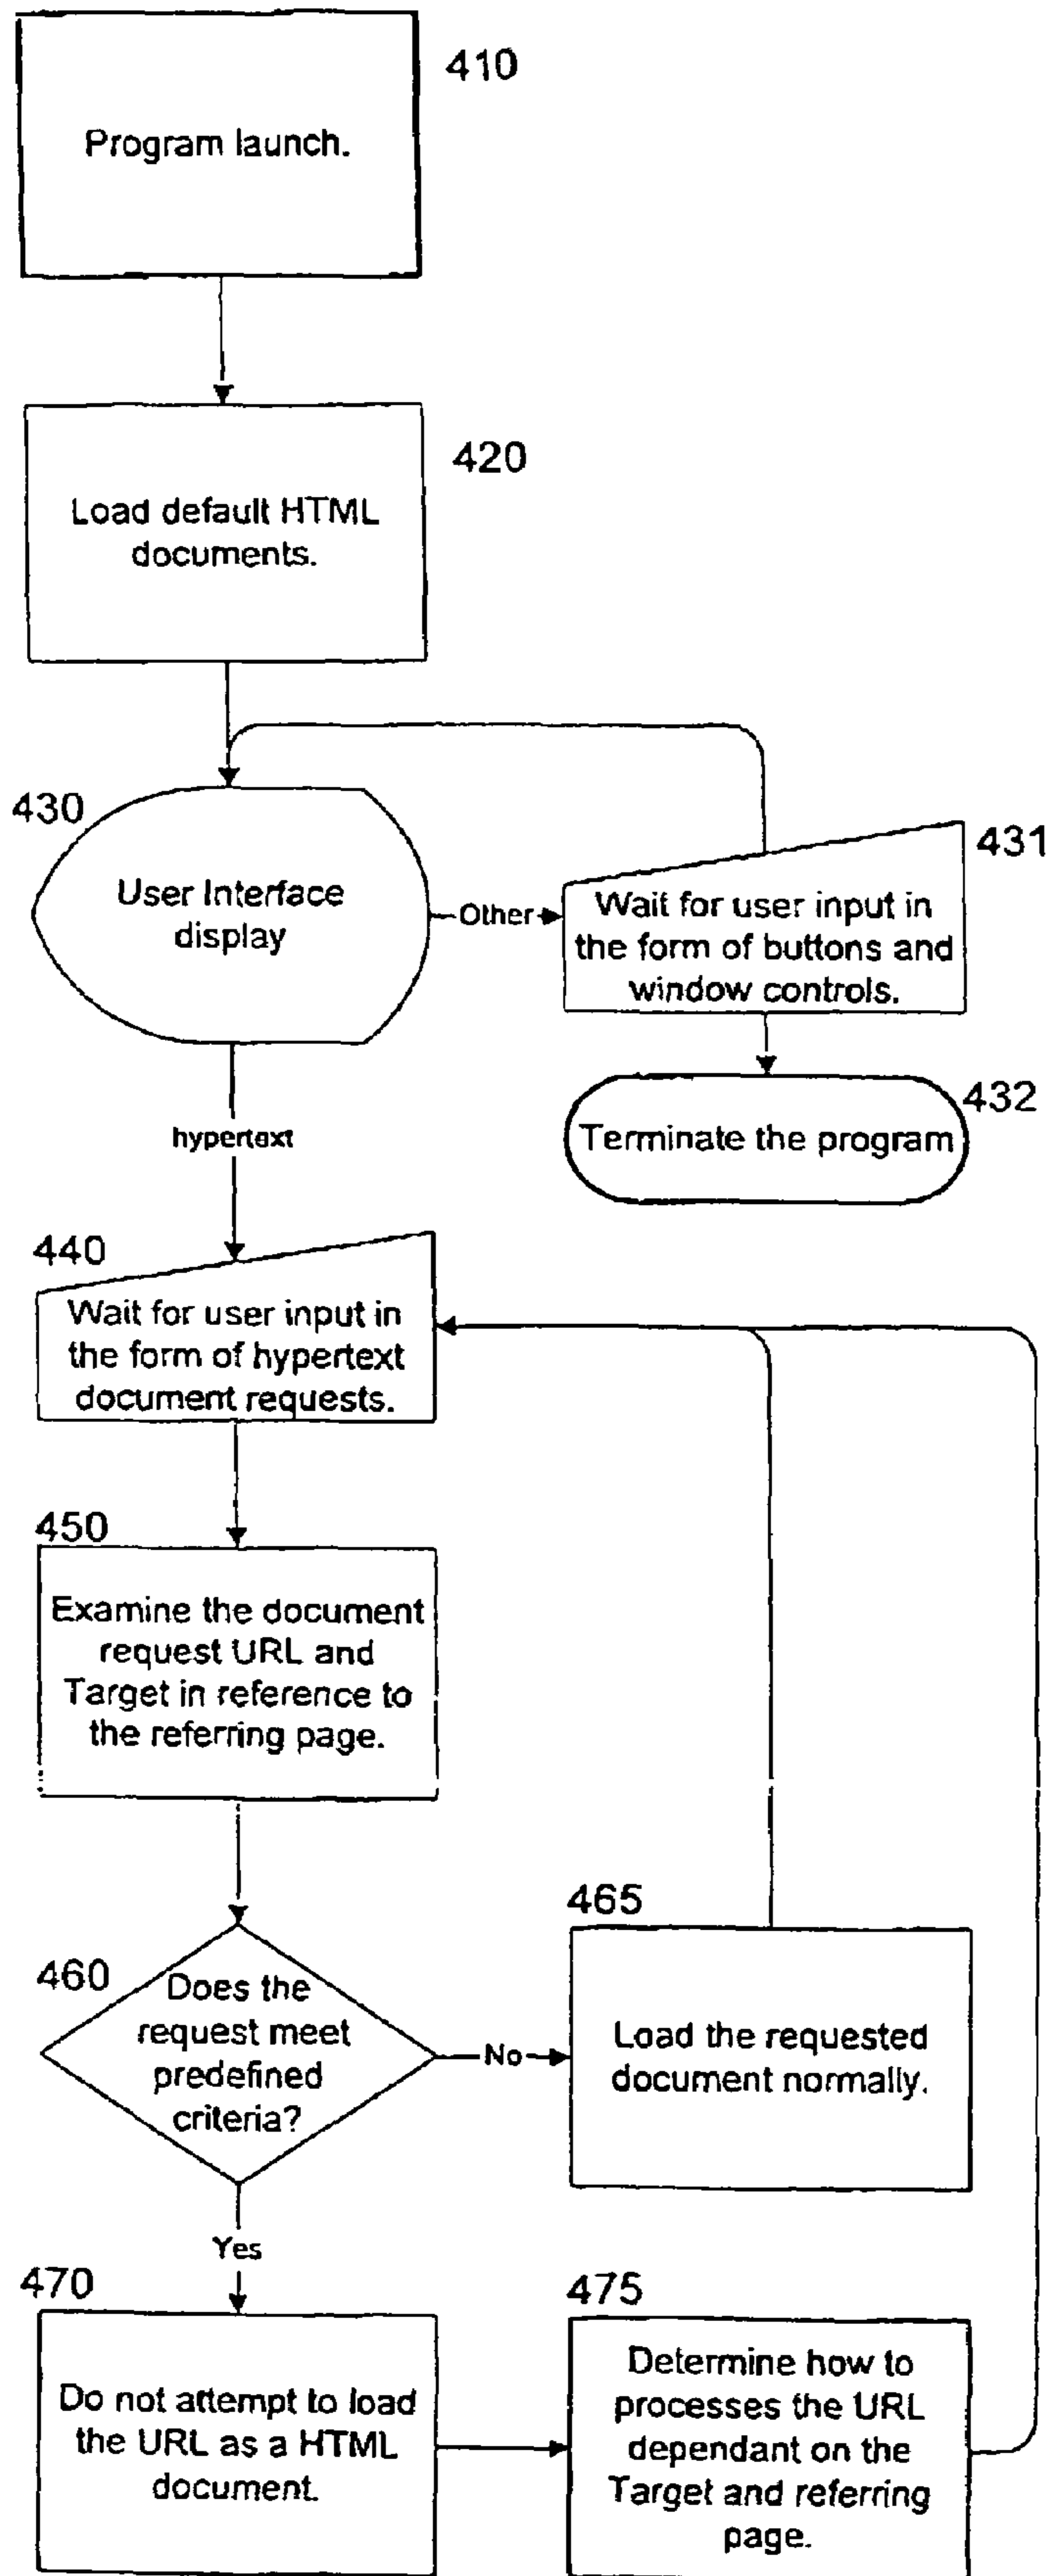 410
Program launch.
420
Load default HTML
documents.
430
User Interface
display
Other
431
Wait for user input in
the form of buttons and
window controls.
432
Terminate the program
hypertext
440
Wait for user input in
the form of hypertext
document requests.
450
Examine the document
request URL and
Target in reference to
the referring page.
460
Does the
request meet
predefined
criteria?
No
465
Load the requested
document normally.
Yes
470
Do not attempt to load
the URL as a HTML
document.
475
Determine how to
processes the URL
dependant on the
Target and referring
page.